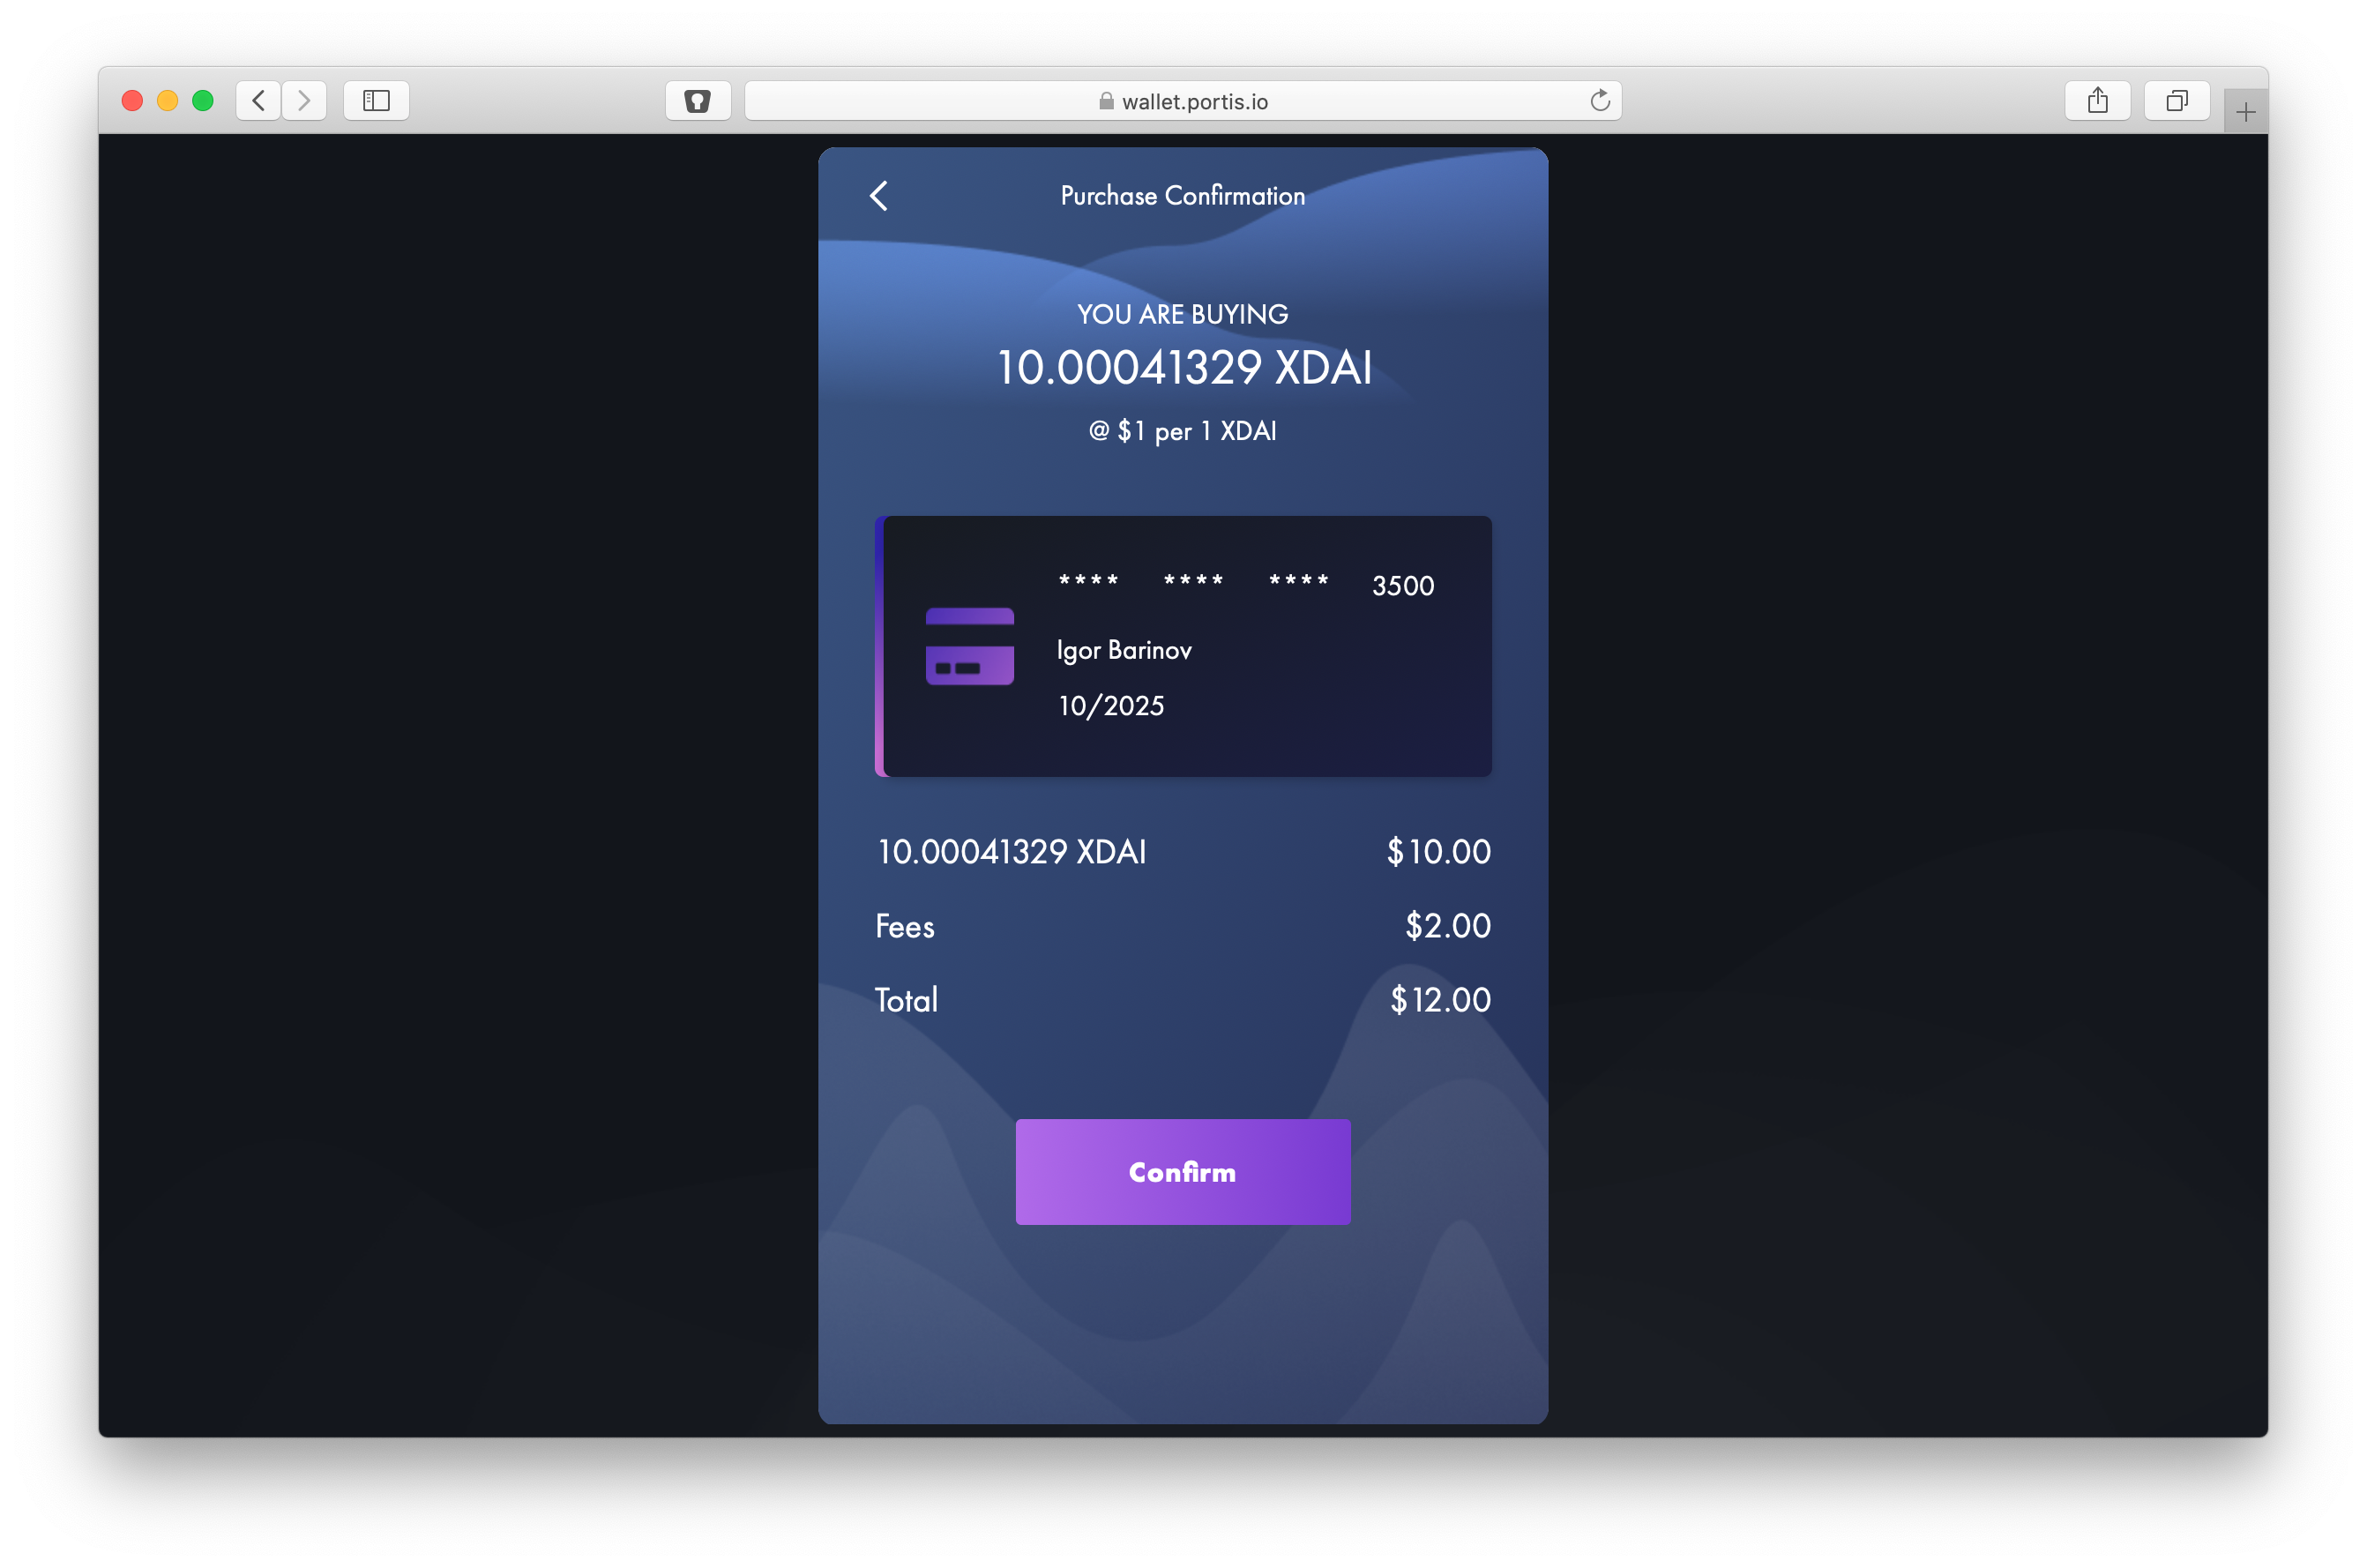 wallet.portis.io
Purchase Confirmation
YOU ARE BUYING
10.00041329 XDAI
@ $1 per 1 XDAI
**** **** **** 3500
Igor Barinov
10/2025
10.00041329 XDAI $10.00
Fees $2.00
Total $12.00
Confirm